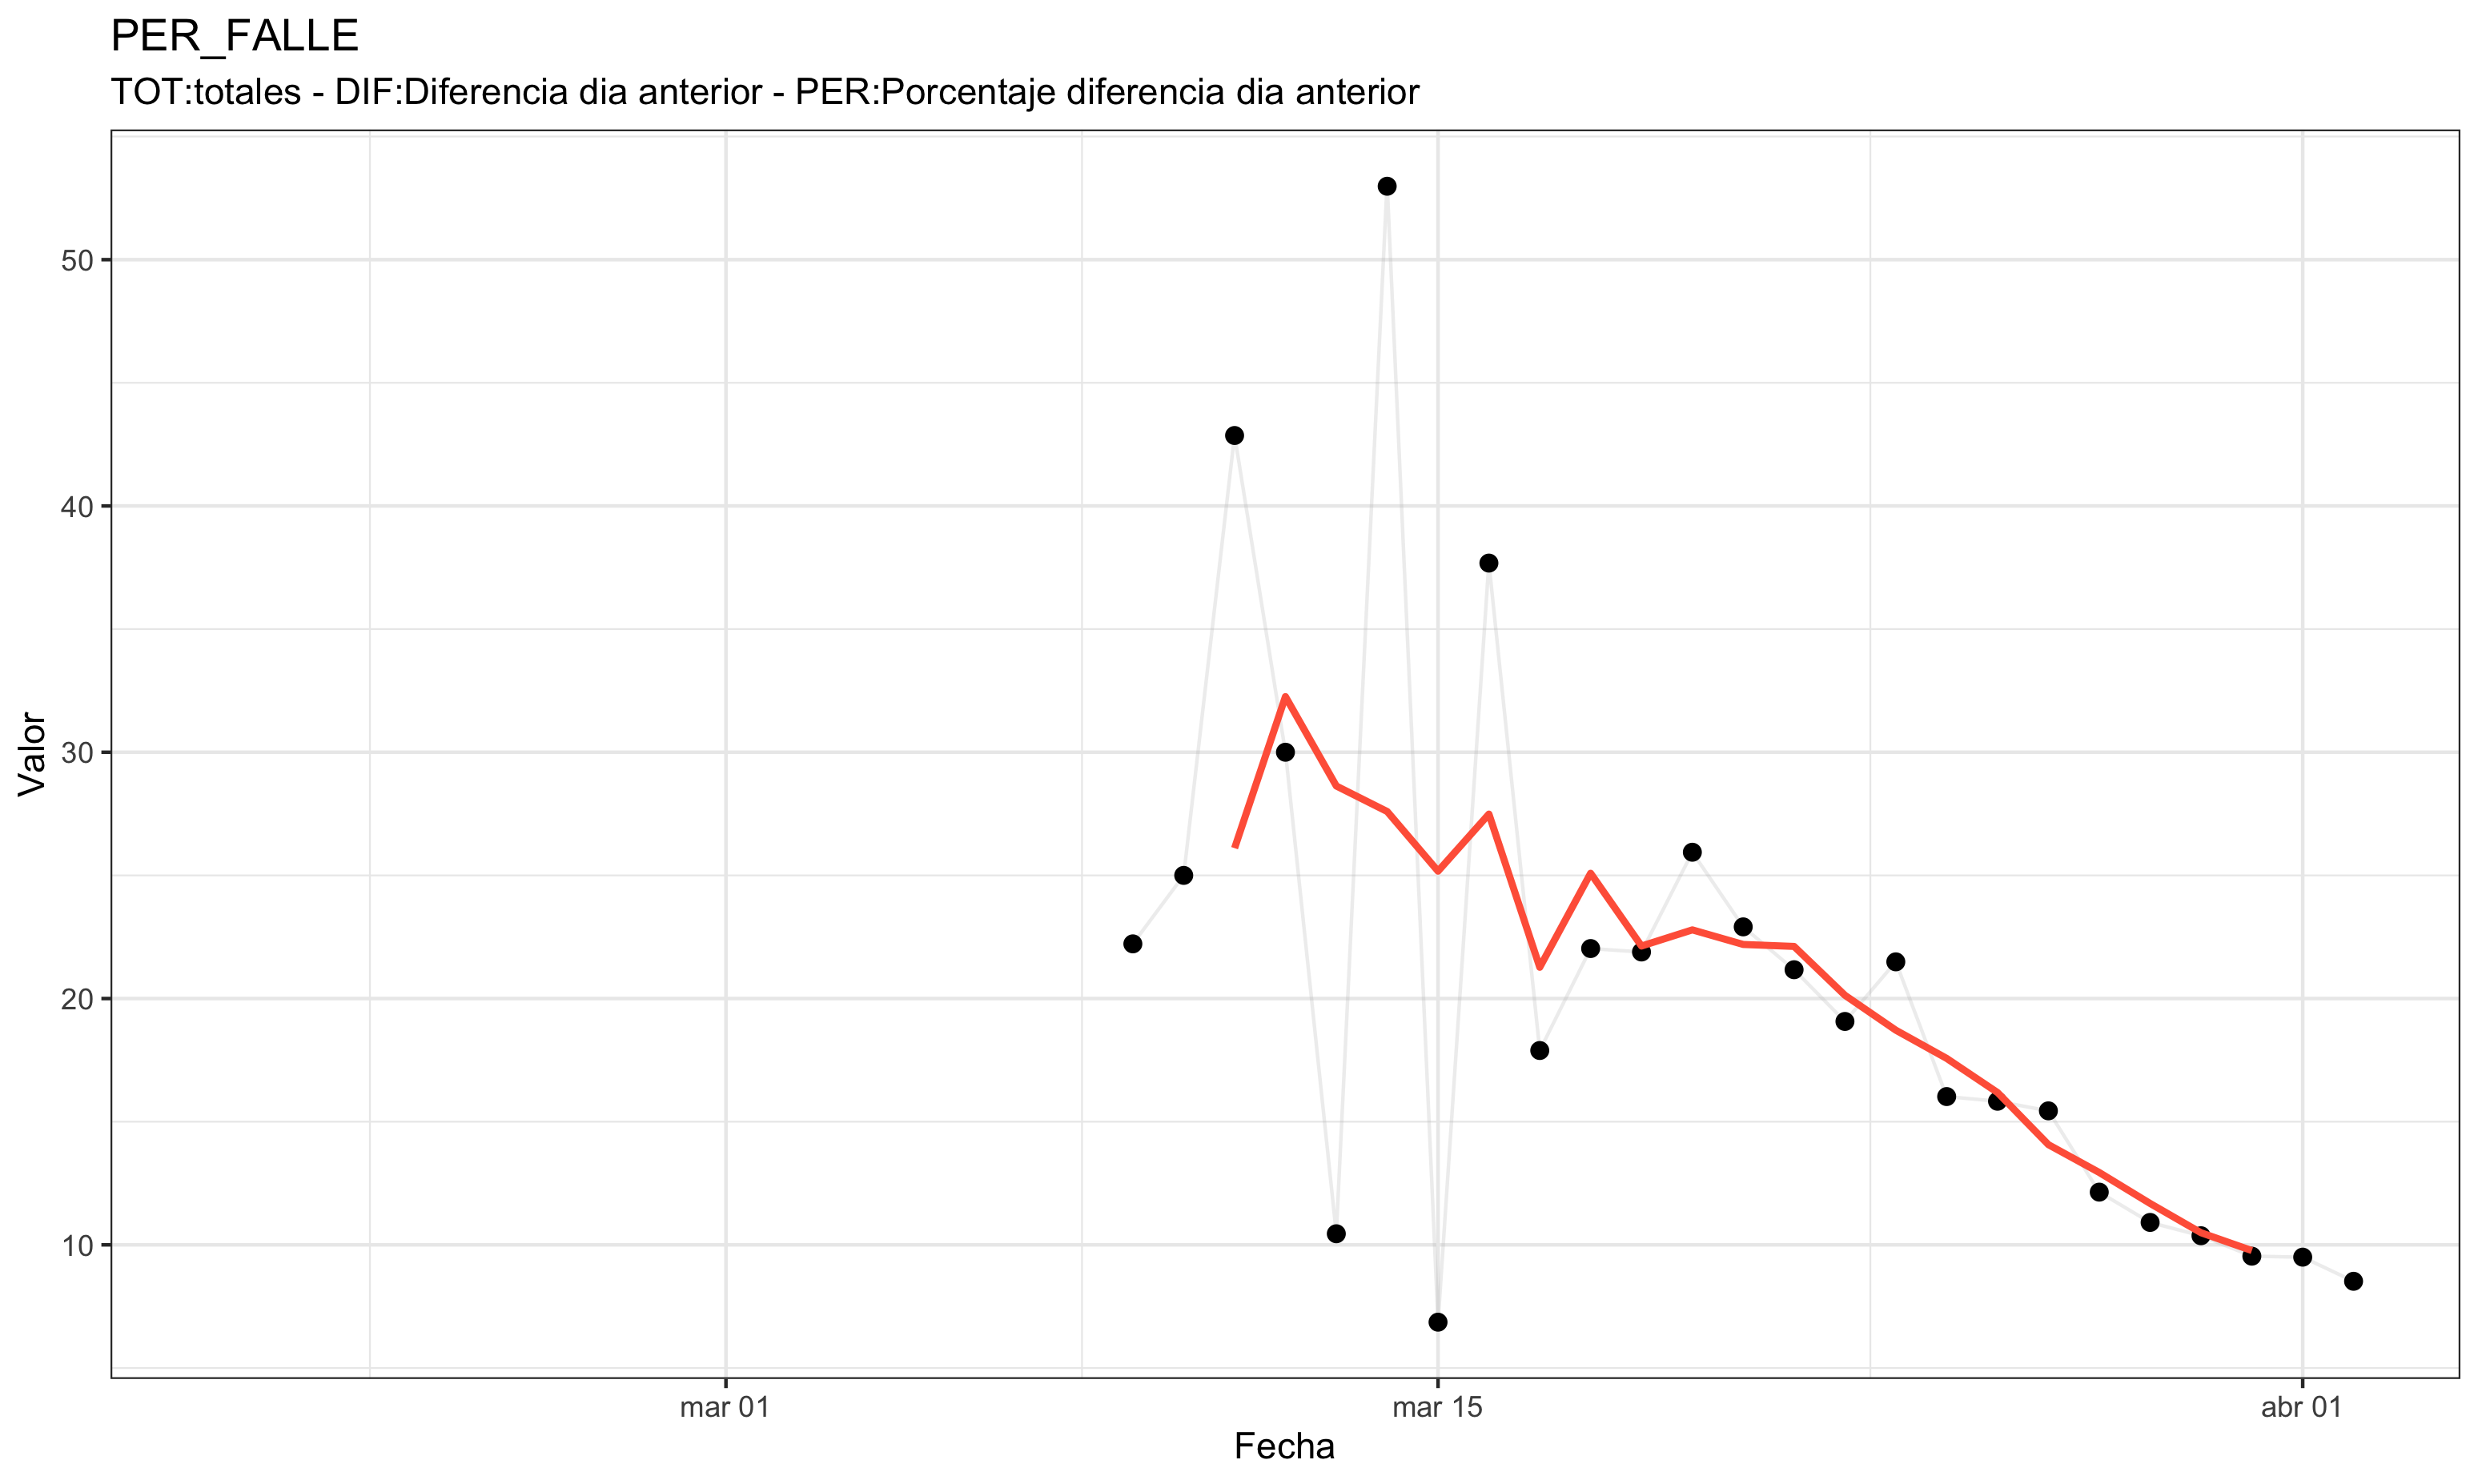 PER_FALLE
TOT:totales - DIF:Diferencia dia anterior - PER:Porcentaje diferencia dia anterior
Valor
50
40
30
20
10
mar 01
mar 15
abr 01
Fecha